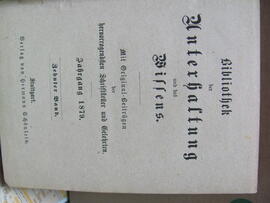 Bibliothek
der
Unterhaltung
und des
Wissens.
Mit Original-Beiträgen
der
hervorragendsten Schriftsteller und Gelehrten.
Jahrgang 1879.
Zehnter Band.
Stuttgart.
Verlag von Hermann Schönlein.